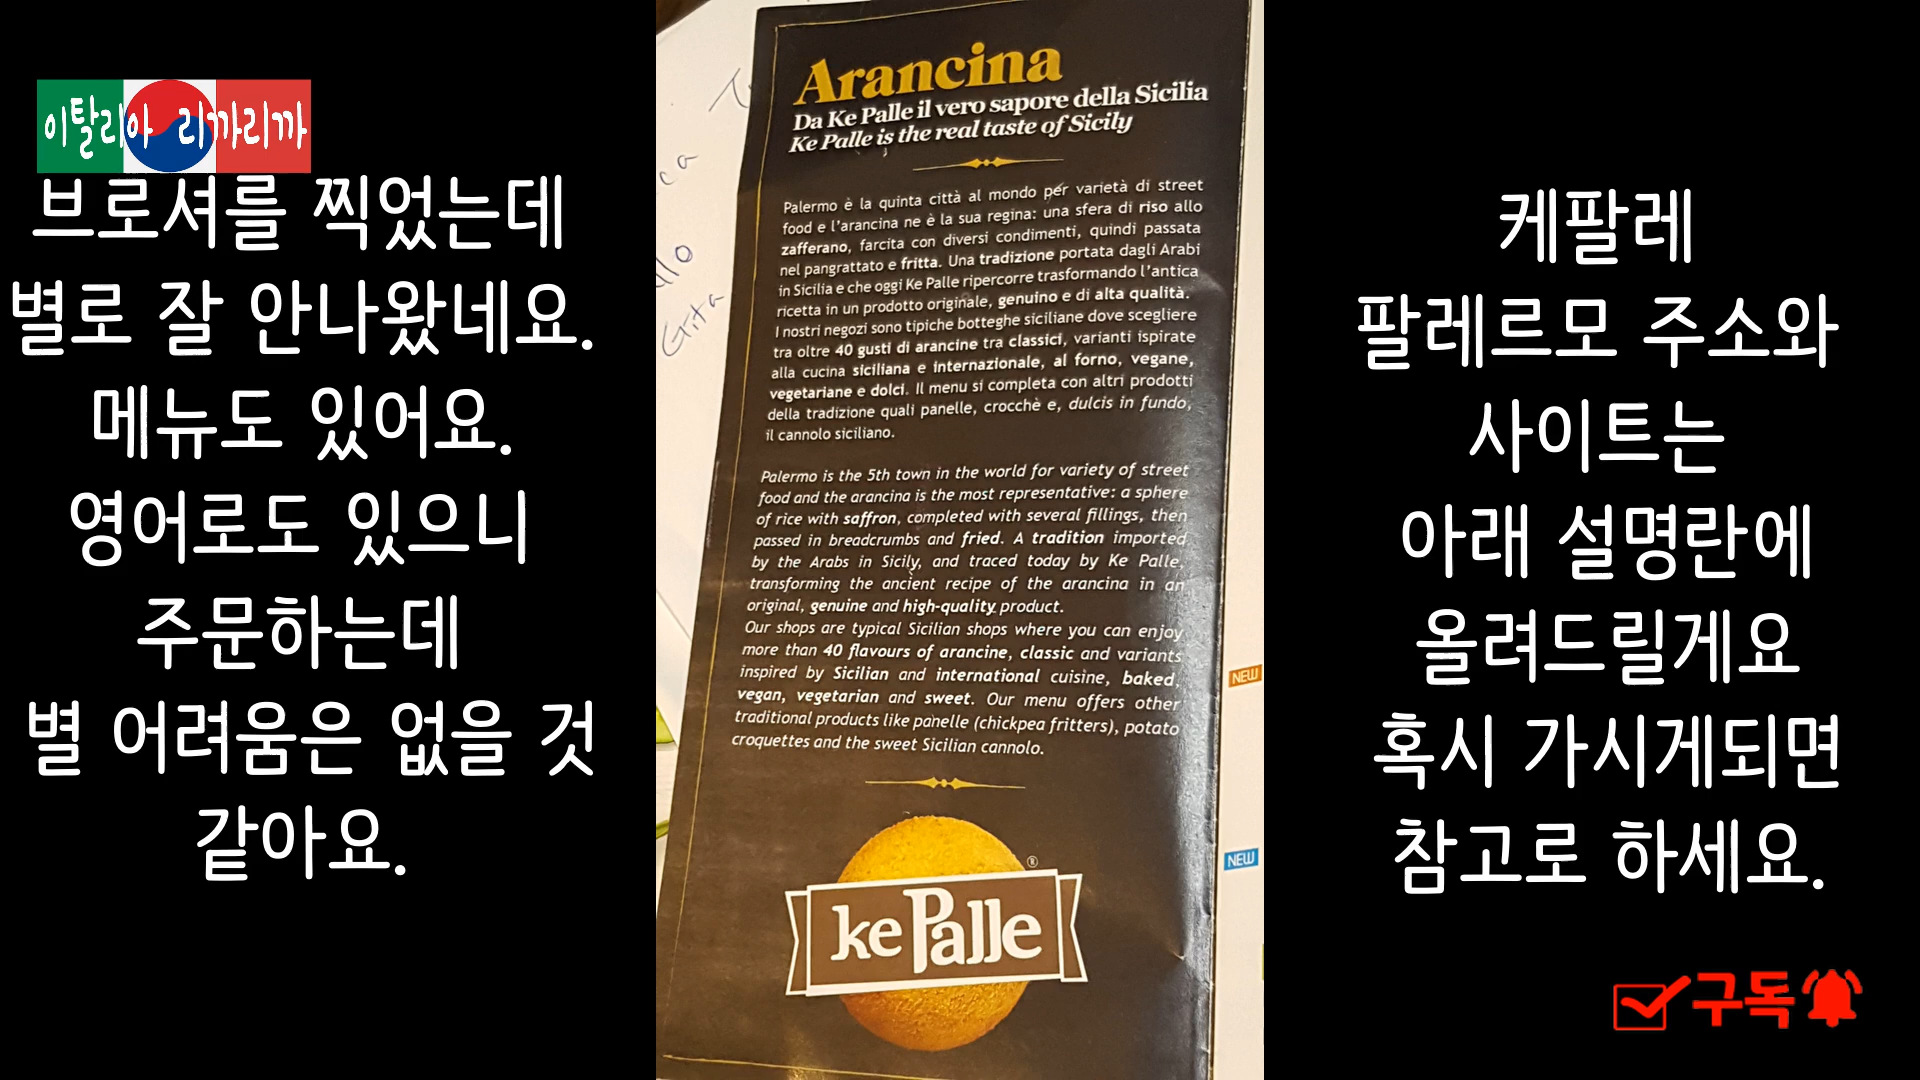 이탈리아 리까리까
브로셔를 찍었는데
별로 잘 안나왔네요.
메뉴도 있어요.
영어로도 있으니
주문하는데
별 어려움은 없을 것
같아요.
Arancina
Da Ke Palle il vero sapore della Sicilia
Ke Palle is the real taste of Sicily
Palermo è la quinta città al mondo per varietà di street
food e l'arancina ne è la sua regina: una sfera di riso allo
zafferano, farcita con diversi condimenti, quindi passata
nel pangrattato e fritta. Una tradizione portata dagli Arabi
in Sicilia e che oggi Ke Palle ripercorre trasformando l'antica
ricetta in un prodotto originale, genuino e di alta qualità.
I nostri negozi sono tipiche botteghe siciliane dove scegliere
tra oltre 40 gusti di arancine tra classici, varianti ispirate
alla cucina siciliana e internazionale, al forno, vegane,
vegetariane e dolci. Il menu si completa con altri prodotti
della tradizione quali panelle, crocchè e, dulcis in fundo,
il cannolo siciliano.
Palermo is the 5th town in the world for variety of street
food and the arancina is the most representative: a sphere
of rice with saffron, completed with several fillings, then
passed in breadcrumbs and fried. A tradition imported
by the Arabs in Sicily, and traced today by Ke Palle,
transforming the ancient recipe of the arancina in an
original, genuine and high-quality product.
Our shops are typical Sicilian shops where you can enjoy
more than 40 flavours of arancine, classic and variants
inspired by Sicilian and international cuisine, baked,
vegan, vegetarian and sweet. Our menu offers other
traditional products like panelle (chickpea fritters), potato
croquettes and the sweet Sicilian cannolo.
®
ke Palle
Gita
NEW
NEW
케팔레
팔레르모 주소와
사이트는
아래 설명란에
올려드릴게요
혹시 가시게되면
참고로 하세요.
구독